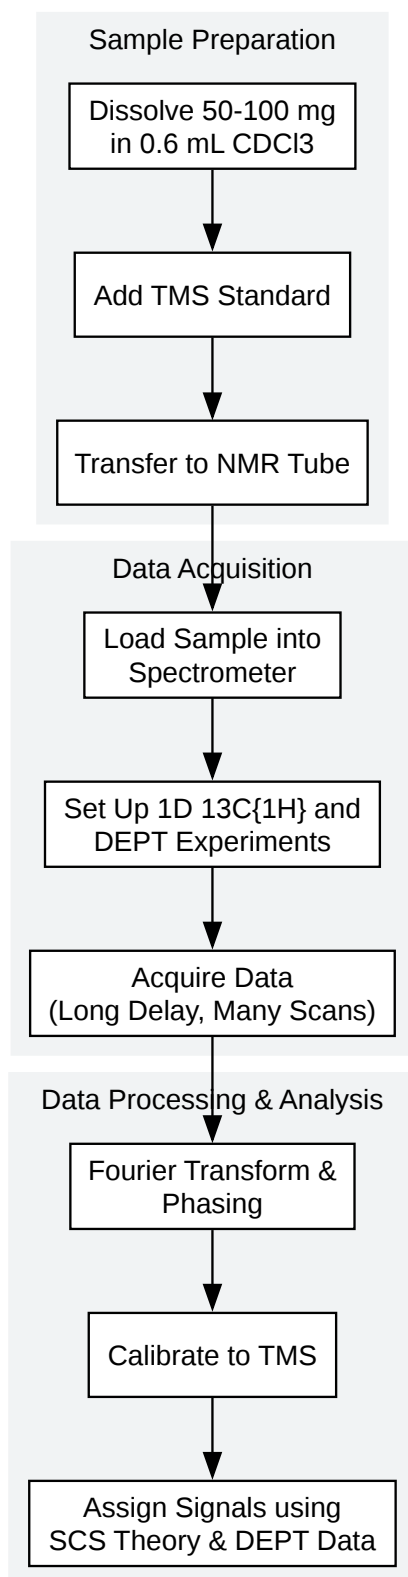 Sample Preparation
Dissolve 50-100 mg
in 0.6 mL CDCl3
Add TMS Standard
Transfer to NMR Tube
Data Acquisition
Load Sample into
Spectrometer
Set Up 1D 13C{1H} and
DEPT Experiments
Acquire Data
(Long Delay, Many Scans)
Data Processing & Analysis
Fourier Transform &
Phasing
Calibrate to TMS
Assign Signals using
SCS Theory & DEPT Data